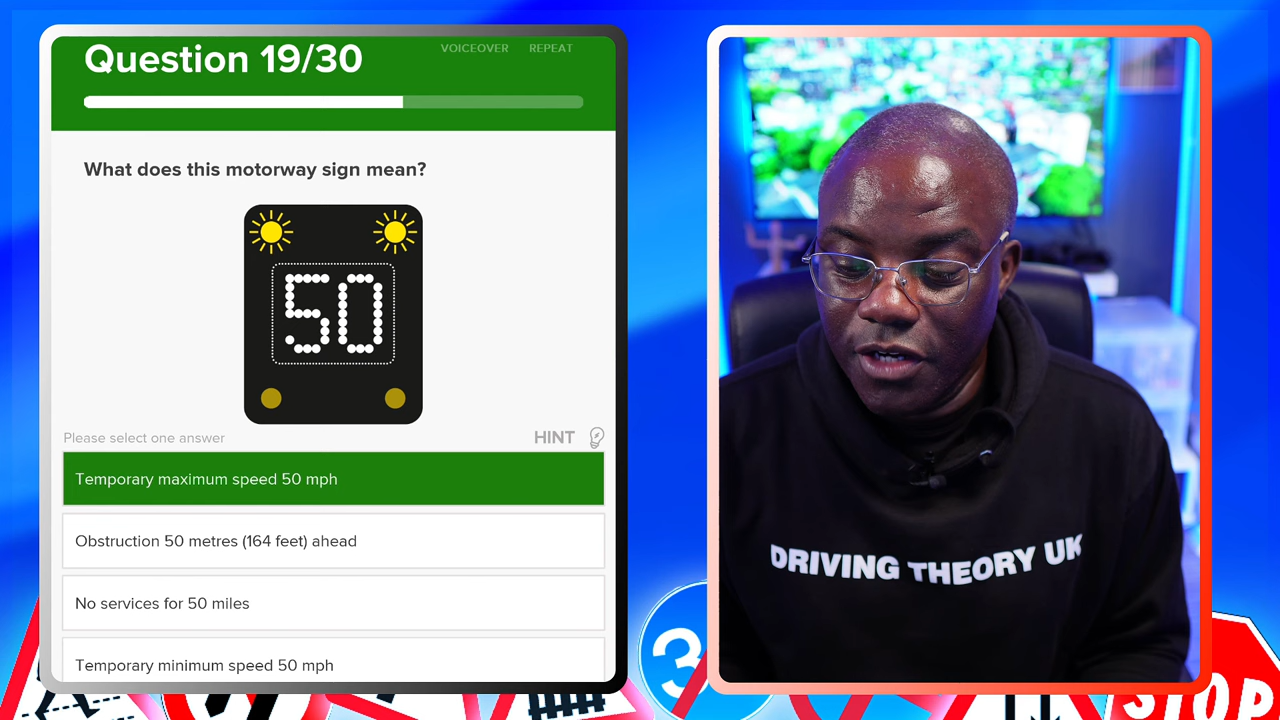 Question 19/30
VOICEOVER REPEAT
What does this motorway sign mean?
50
Please select one answer
HINT
Temporary maximum speed 50 mph
Obstruction 50 metres (164 feet) ahead
No services for 50 miles
Temporary minimum speed 50 mph
DRIVING THEORY UK
3
STOP